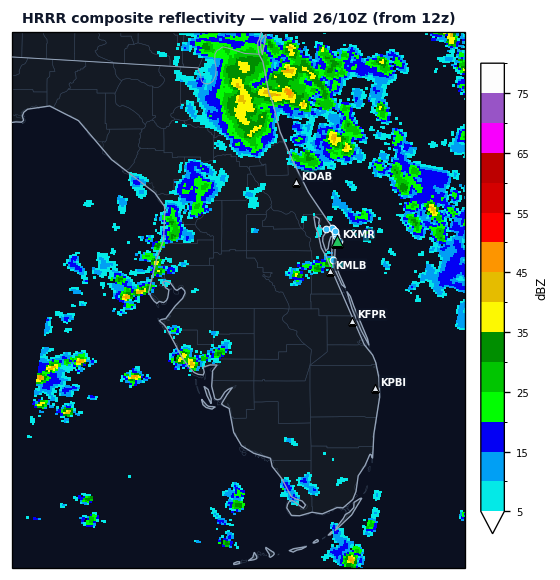 HRRR composite reflectivity — valid 26/10Z (from 12z)
KDAB
KXMR
KMLB
KFPR
KPBI
75
65
55
45
35
25
15
5
dBZ